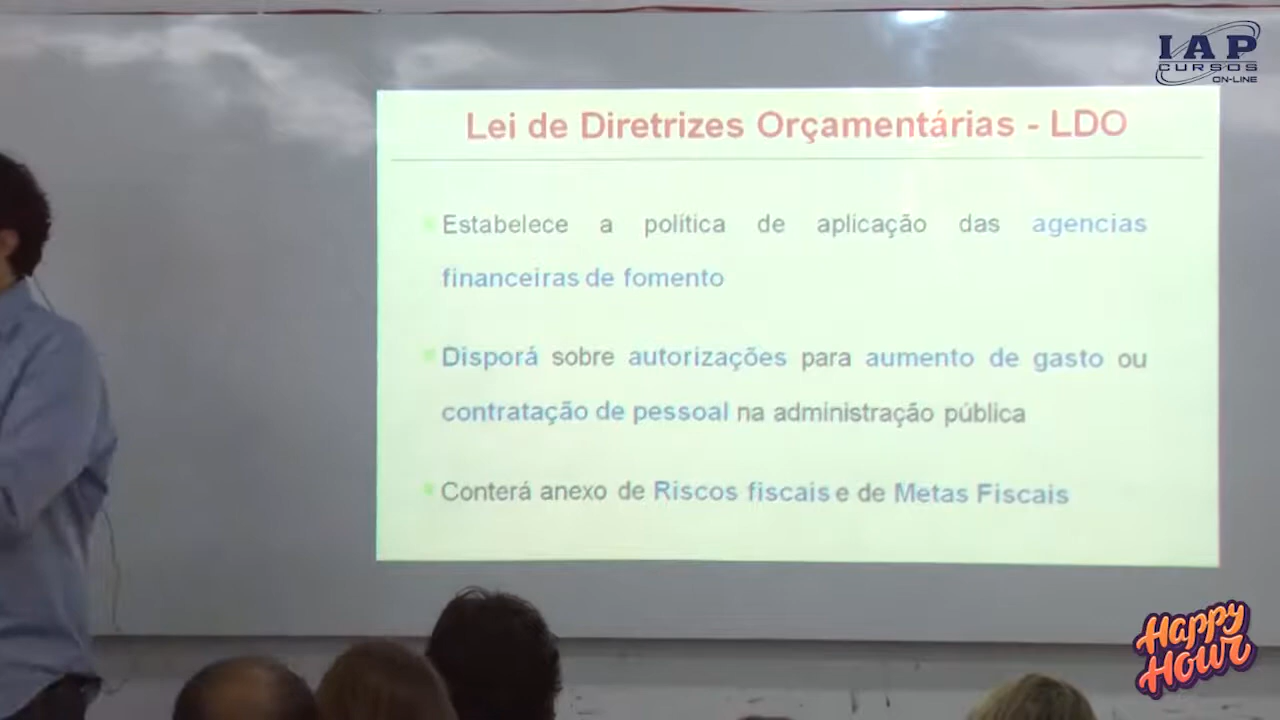 IAP
CURSOS
ON-LINE
Lei de Diretrizes Orçamentárias - LDO
Estabelece a política de aplicação das agencias
financeiras de fomento
Disporá sobre autorizações para aumento de gasto ou
contratação de pessoal na administração pública
Conterá anexo de Riscos fiscais e de Metas Fiscais
Happy
Hour